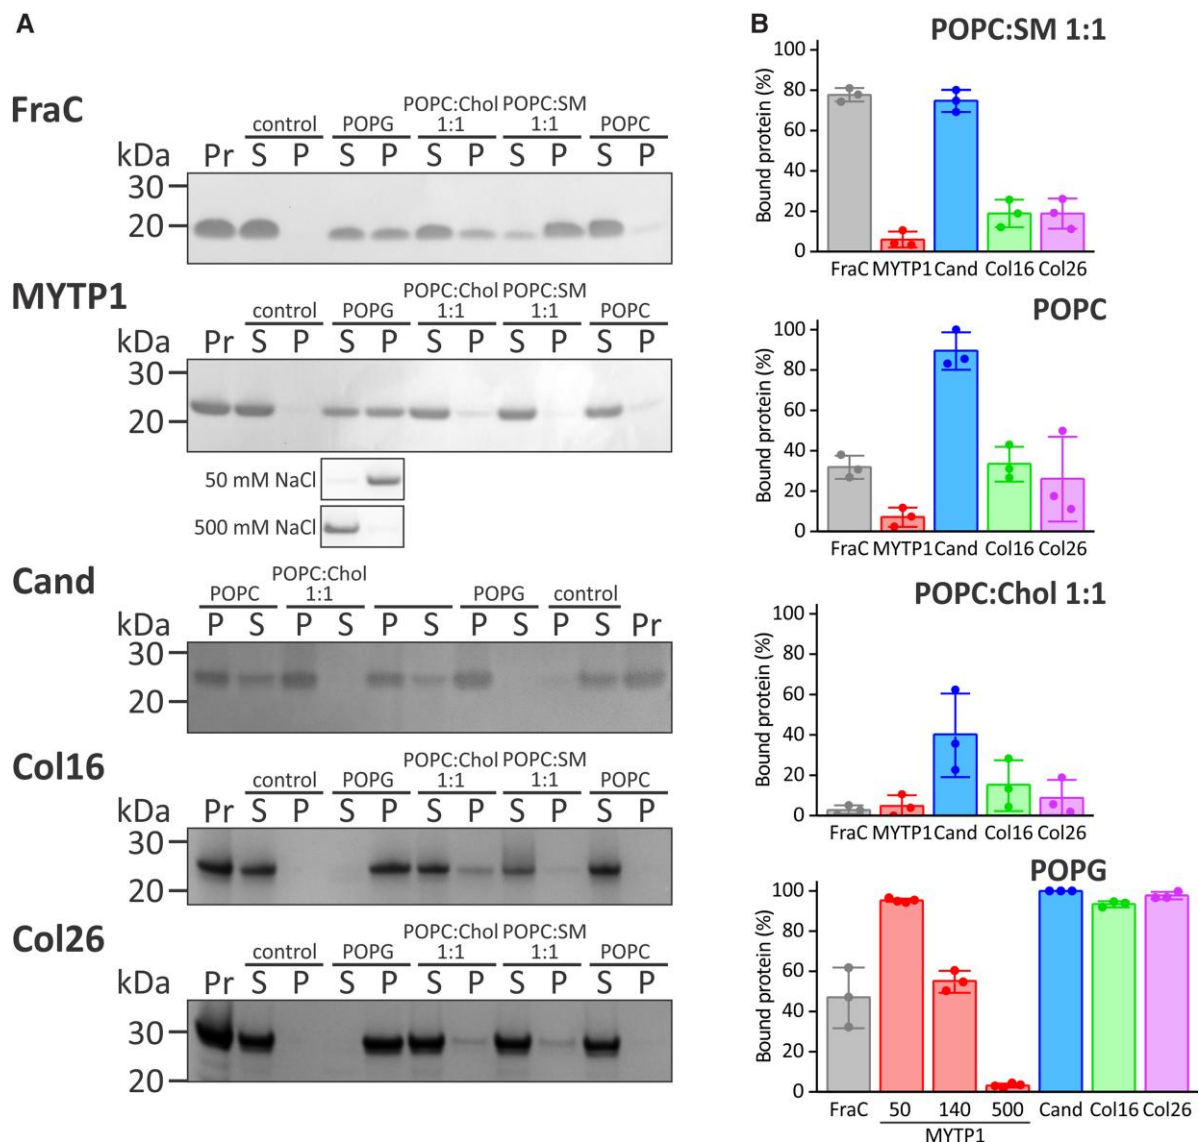 A
FraC
control POPG POPC:Chol 1:1 POPC:SM 1:1 POPC
kDa Pr S P S P S P S P S P
30
20
MYTP1
control POPG POPC:Chol 1:1 POPC:SM 1:1 POPC
kDa Pr S P S P S P S P S P
30
20
50 mM NaCl
500 mM NaCl
Cand
POPC POPC:Chol 1:1 POPG control
kDa P S P S P S P S P S Pr
30
20
Col16
control POPG POPC:Chol 1:1 POPC:SM 1:1 POPC
kDa Pr S P S P S P S P S P
30
20
Col26
control POPG POPC:Chol 1:1 POPC:SM 1:1 POPC
kDa Pr S P S P S P S P S P
30
20
B
POPC:SM 1:1
Bound protein (%)
100
80
60
40
20
0
FraC MYTP1 Cand Col16 Col26
POPC
Bound protein (%)
100
80
60
40
20
0
FraC MYTP1 Cand Col16 Col26
POPC:Chol 1:1
Bound protein (%)
100
80
60
40
20
0
FraC MYTP1 Cand Col16 Col26
POPG
Bound protein (%)
100
80
60
40
20
0
FraC 50 140 500 Cand Col16 Col26
MYTP1